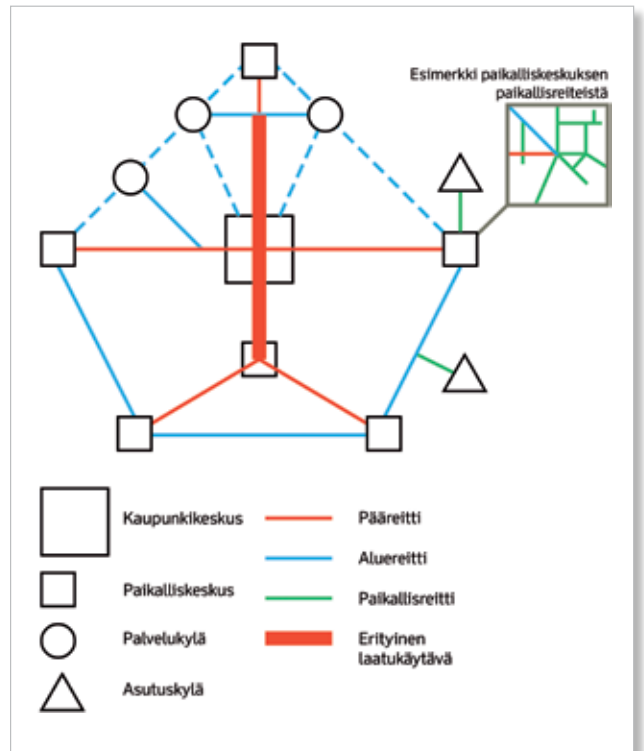 Esimerkki paikalliskeskuksen
paikallisreiteistä
Kaupunkikeskus
Pääreitti
Aluereitti
Paikalliskeskus
Paikallisreitti
Palvelukylä
Erityinen
laatukäytävä
Asutuskylä